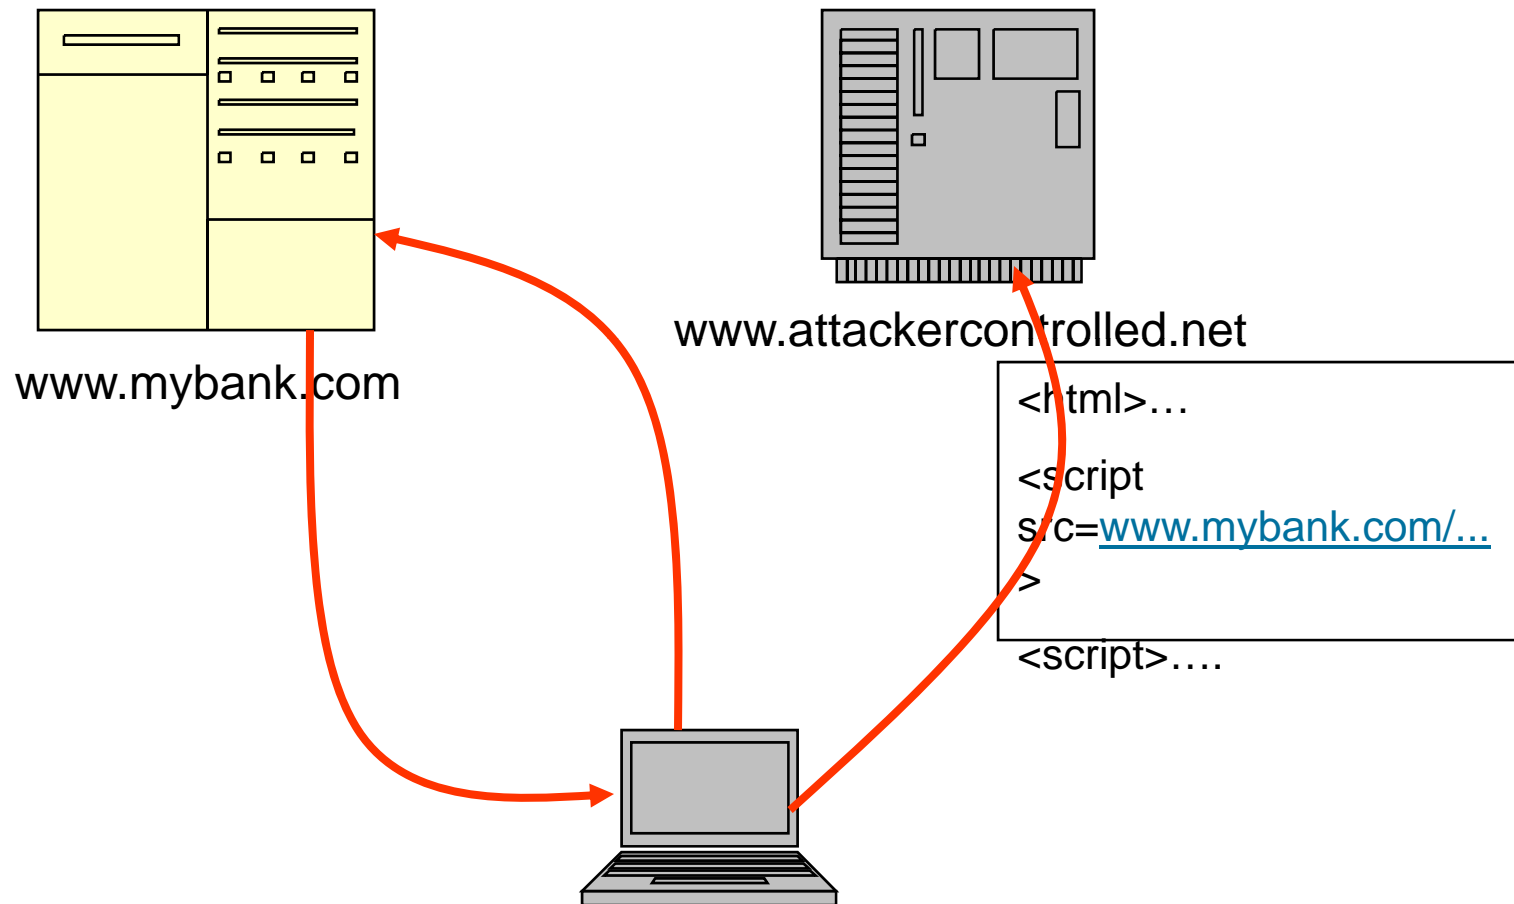 www.attackercontrolled.net
www.mybank.com
<html>…
<script
src=www.mybank.com/...
>
<script>….